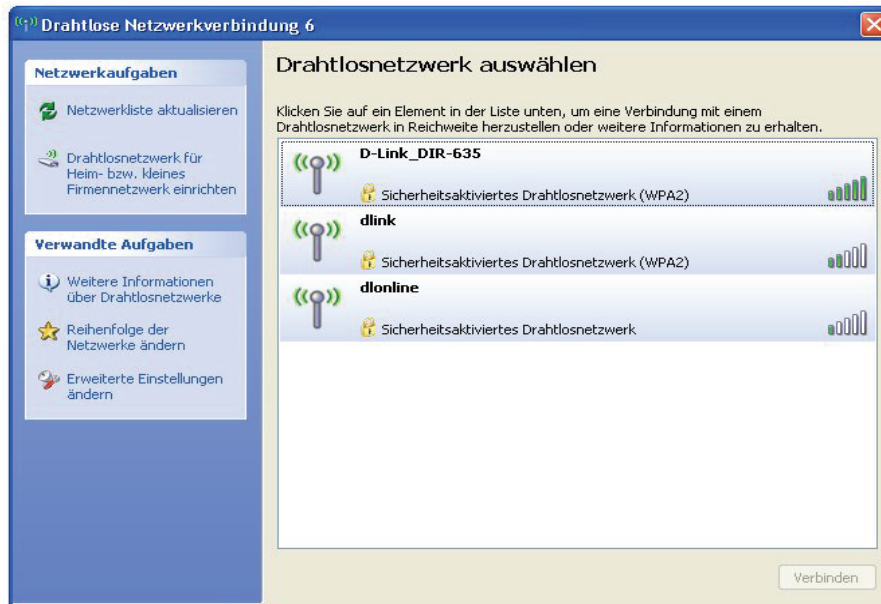 Drahtlose Netzwerkverbindung 6
Netzwerkaufgaben
Netzwerkliste aktualisieren
Drahtlosnetzwerk für
Heim- bzw. kleines
Firmennetzwerk einrichten
Verwandte Aufgaben
Weitere Informationen
über Drahtlosnetzwerke
Reihenfolge der
Netzwerke ändern
Erweiterte Einstellungen
ändern
Drahtlosnetzwerk auswählen
Klicken Sie auf ein Element in der Liste unten, um eine Verbindung mit einem
Drahtlosnetzwerk in Reichweite herzustellen oder weitere Informationen zu erhalten.
D-Link_DIR-635
Sicherheitsaktiviertes Drahtlosnetzwerk (WPA2)
dlink
Sicherheitsaktiviertes Drahtlosnetzwerk (WPA2)
dlonline
Sicherheitsaktiviertes Drahtlosnetzwerk
Verbinden